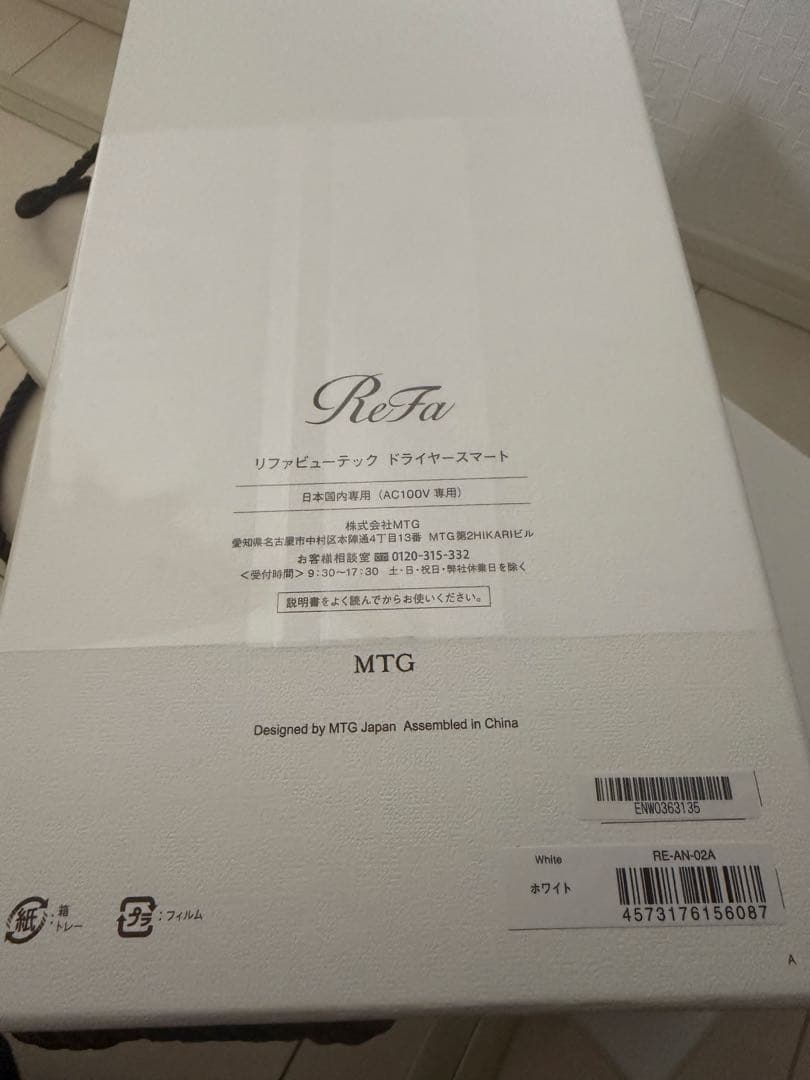 ReFa
リファビューテック ドライヤースマート
日本国内専用（AC100V 専用）
株式会社MTG
愛知県名古屋市中村区本陣通4丁目13番 MTG第2HIKARIビル
お客様相談室 0120-315-332
＜受付時間＞9:30〜17:30 土・日・祝日・弊社休業日を除く
説明書をよく読んでからお使いください。
MTG
Designed by MTG Japan Assembled in China
ENW0363135
White RE-AN-02A
ホワイト
4573176156087
紙：箱
トレー
プラ：フィルム
A